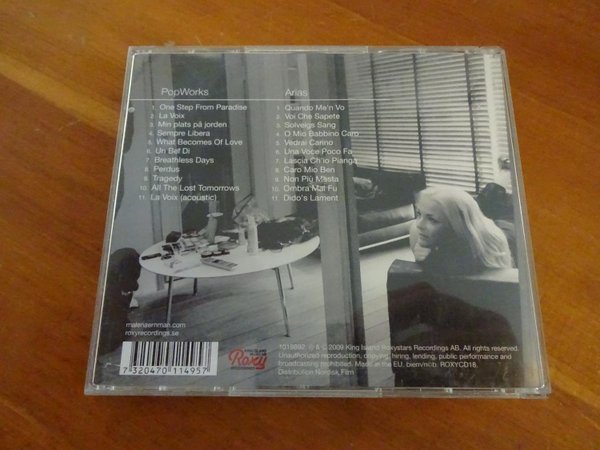 PopWorks
1. One Step From Paradise
2. La Voix
3. Min plats på jorden
4. Sempre Libera
5. What Becomes Of Love
6. Un Bel Di
7. Breathless Days
8. Perdus
9. Tragedy
10. All The Lost Tomorrows
11. La Voix (acoustic)
Arias
1. Quando Me'n Vo
2. Voi Che Sapete
3. Solveigs Sang
4. O Mio Babbino Caro
5. Vedrai Carino
6. Una Voce Poco Fa
7. Lascia Ch'io Pianga
8. Caro Mio Ben
9. Non Più Mesta
10. Ombra Mai Fu
11. Dido's Lament
malenaernman.com
roxyrecordings.se
7 320470 114957
Roxy
1019892. ℗ & © 2009 King Island Roxystars Recordings AB. All rights reserved.
Unauthorized reproduction, copying, hiring, lending, public performance and
broadcasting prohibited. Made in the EU, biem/ncb. ROXYCD18.
Distribution Nordisk Film